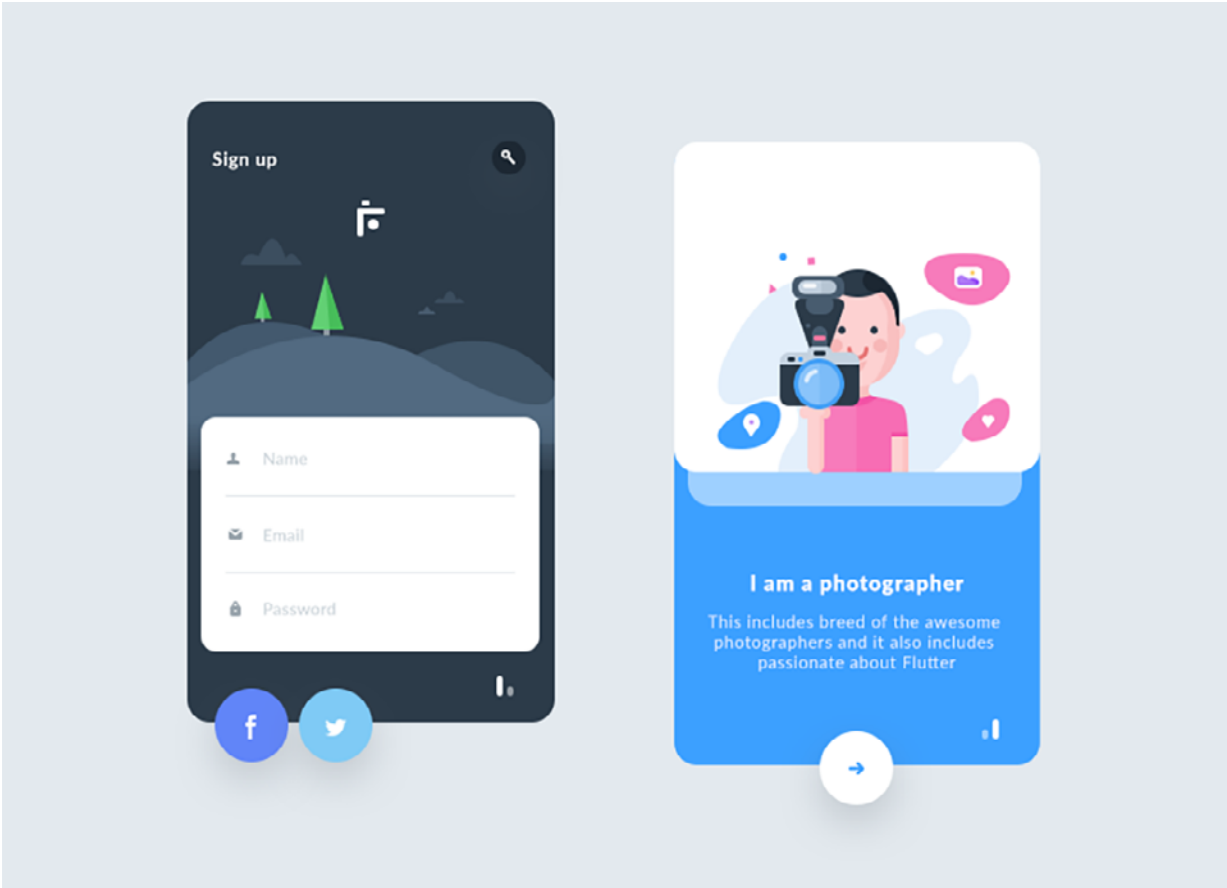 Sign up
Name
Email
Password
I am a photographer
This includes breed of the awesome
photographers and it also includes
passionate about Flutter